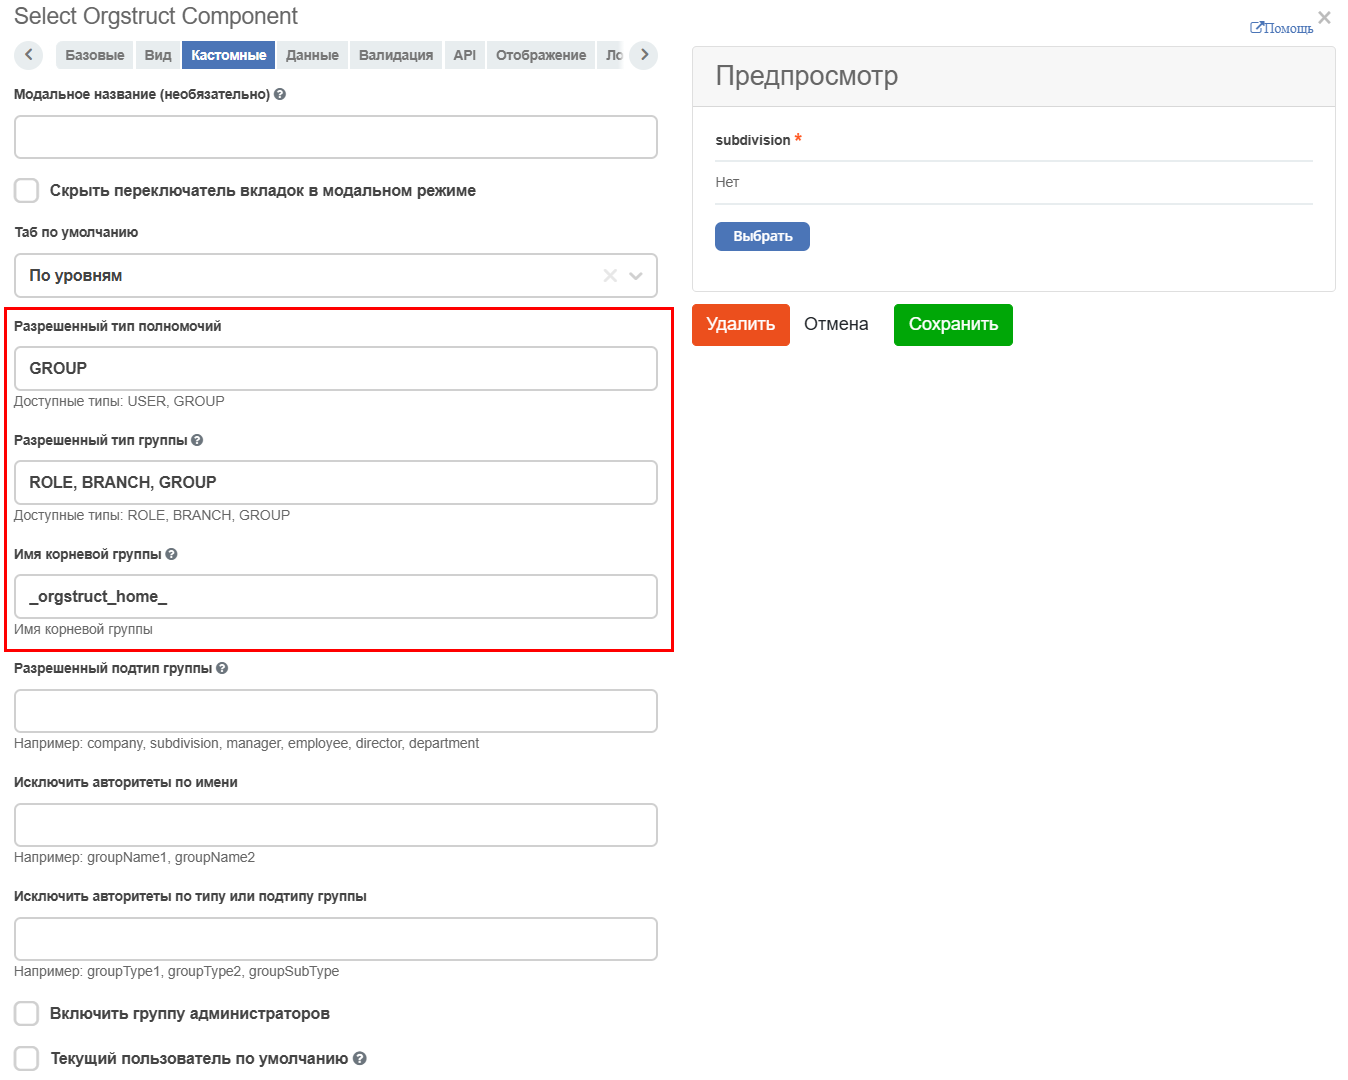 Select Orgstruct Component
Помощь
Базовые Вид Кастомные Данные Валидация API Отображение
Модальное название (необязательно)
Скрыть переключатель вкладок в модальном режиме
Таб по умолчанию
По уровням
Разрешенный тип полномочий
GROUP
Доступные типы: USER, GROUP
Разрешенный тип группы
ROLE, BRANCH, GROUP
Доступные типы: ROLE, BRANCH, GROUP
Имя корневой группы
_orgstruct_home_
Имя корневой группы
Разрешенный подтип группы
Например: company, subdivision, manager, employee, director, department
Исключить авторитеты по имени
Например: groupName1, groupName2
Исключить авторитеты по типу или подтипу группы
Например: groupType1, groupType2, groupSubType
Включить группу администраторов
Текущий пользователь по умолчанию
Предпросмотр
subdivision *
Нет
Выбрать
Удалить Отмена Сохранить